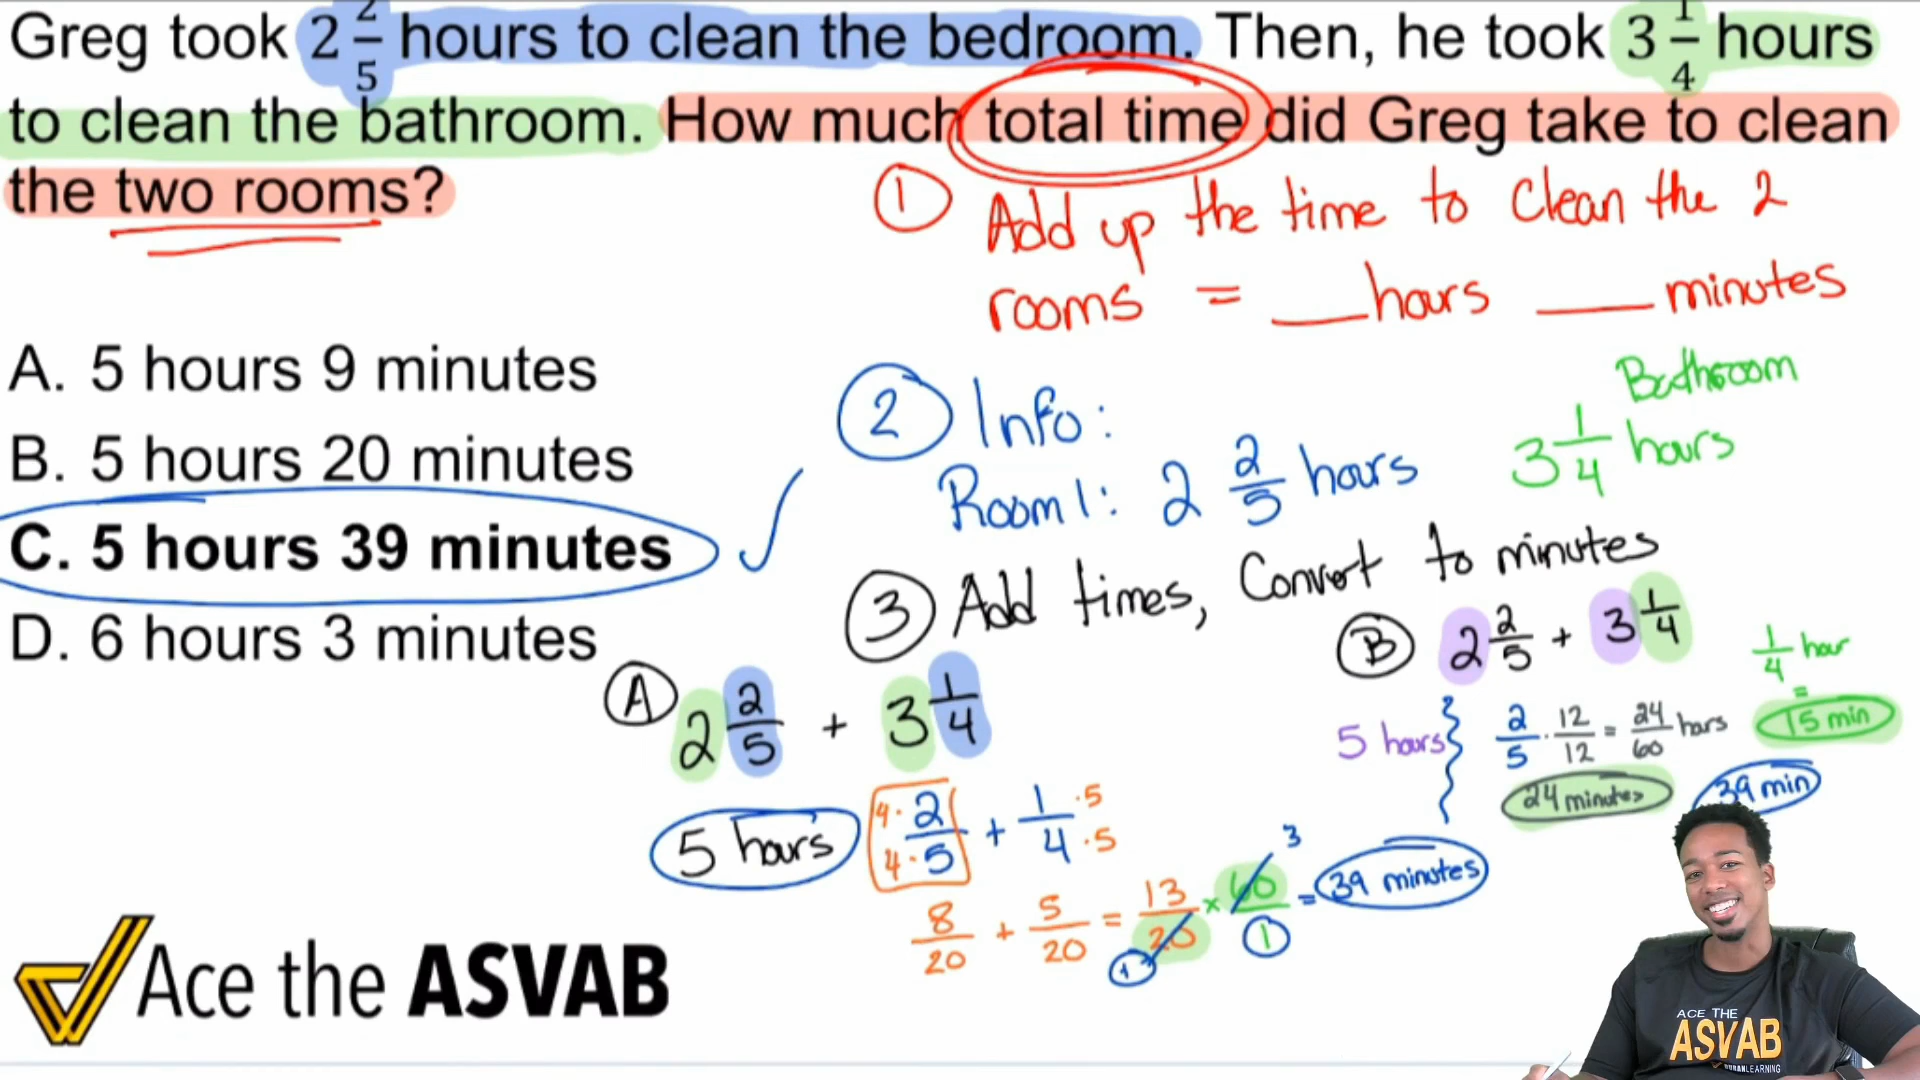 Greg took 2 2/5 hours to clean the bedroom. Then, he took 3 1/4 hours
to clean the bathroom. How much total time did Greg take to clean
the two rooms?
① Add up the time to clean the 2
rooms = __hours __ minutes
A. 5 hours 9 minutes
B. 5 hours 20 minutes
C. 5 hours 39 minutes ✓
D. 6 hours 3 minutes
② Info:
Room 1: 2 2/5 hours
Bathroom
3 1/4 hours
③ Add times, Convert to minutes
Ⓐ 2 2/5 + 3 1/4
5 hours 4·2/4·5 + 1·5/4·5
8/20 + 5/20 = 13/20 × 60/1 = 39 minutes
1
3
Ⓑ 2 2/5 + 3 1/4
5 hours } 2/5 · 12/12 = 24/60 hours
24 minutes
1/4 hour
=
15 min
39 min
Ace the ASVAB
ACE THE
ASVAB
LEARNING